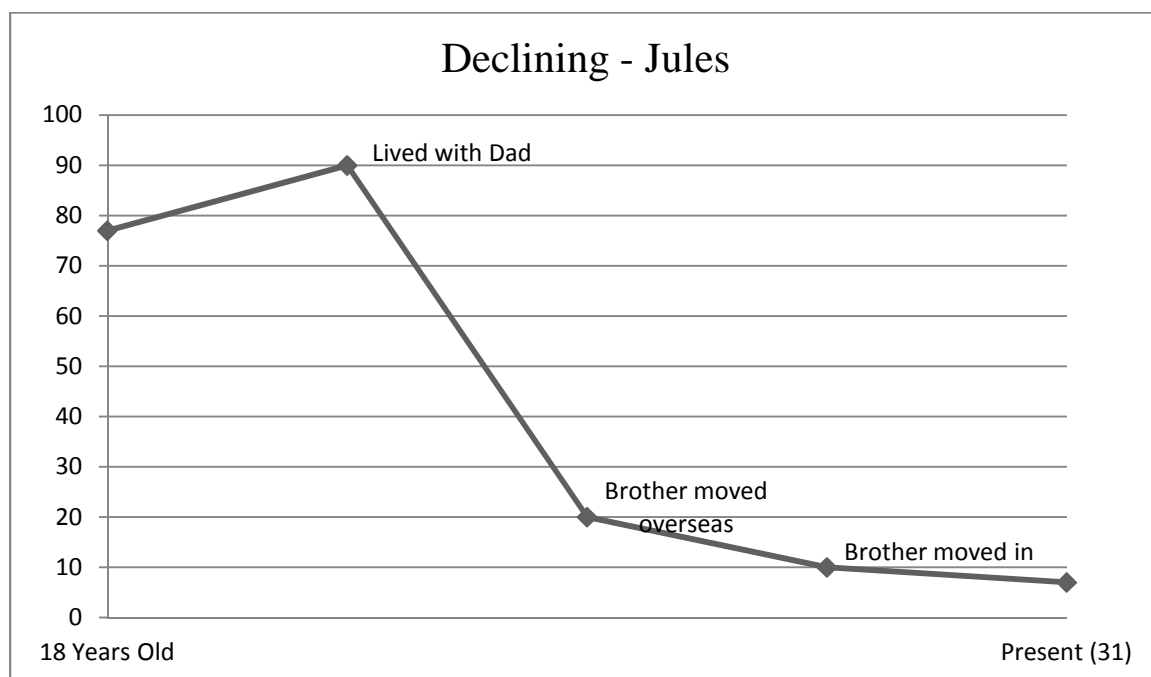 Declining - Jules
100
90
80
70
60
50
40
30
20
10
0
Lived with Dad
Brother moved
overseas
Brother moved in
18 Years Old
Present (31)